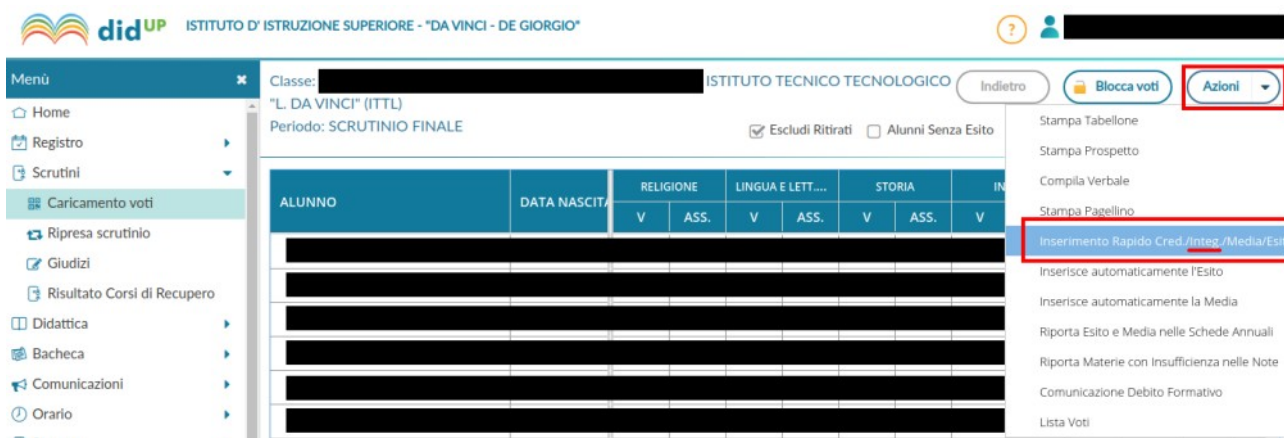 didUP
ISTITUTO D' ISTRUZIONE SUPERIORE - "DA VINCI - DE GIORGIO"
?
Menù
Home
Registro
Scrutini
Caricamento voti
Ripresa scrutinio
Giudizi
Risultato Corsi di Recupero
Didattica
Bacheca
Comunicazioni
Orario
Classe: ISTITUTO TECNICO TECNOLOGICO
"L. DA VINCI" (ITTL)
Periodo: SCRUTINIO FINALE
Indietro
Blocca voti
Azioni
Escludi Ritirati
Alunni Senza Esito
ALUNNO DATA NASCITA RELIGIONE LINGUA E LETT.... STORIA IN
V ASS. V ASS. V ASS. V
Stampa Tabellone
Stampa Prospetto
Compila Verbale
Stampa Pagellino
Inserimento Rapido Cred./Integ./Media/Esit
Inserisce automaticamente l'Esito
Inserisce automaticamente la Media
Riporta Esito e Media nelle Schede Annuali
Riporta Materie con Insufficienza nelle Note
Comunicazione Debito Formativo
Lista Voti